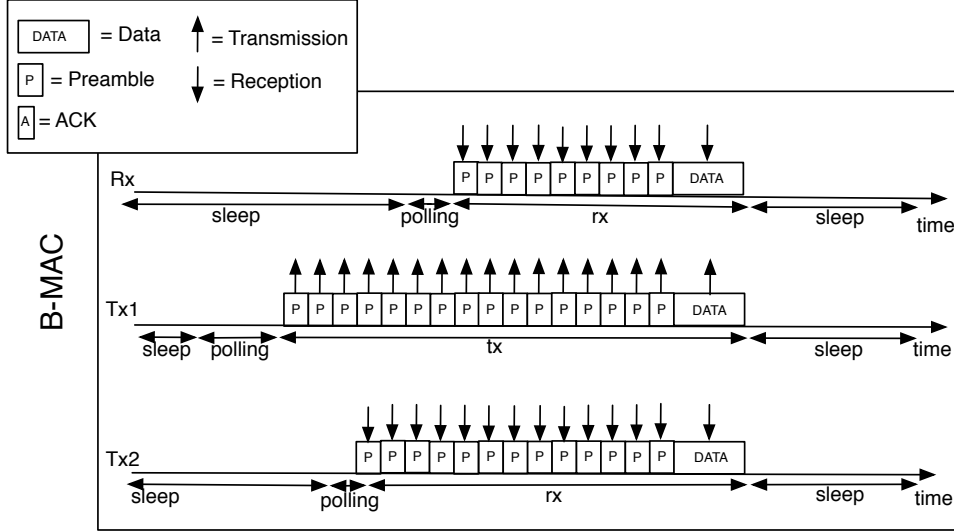 DATA = Data = Transmission
P = Preamble = Reception
A = ACK
B-MAC
Rx P P P P P P P P P DATA
sleep polling rx sleep time
Tx1 P P P P P P P P P P P P P P P P DATA
sleep polling tx sleep time
Tx2 P P P P P P P P P P P P P DATA
sleep polling rx sleep time